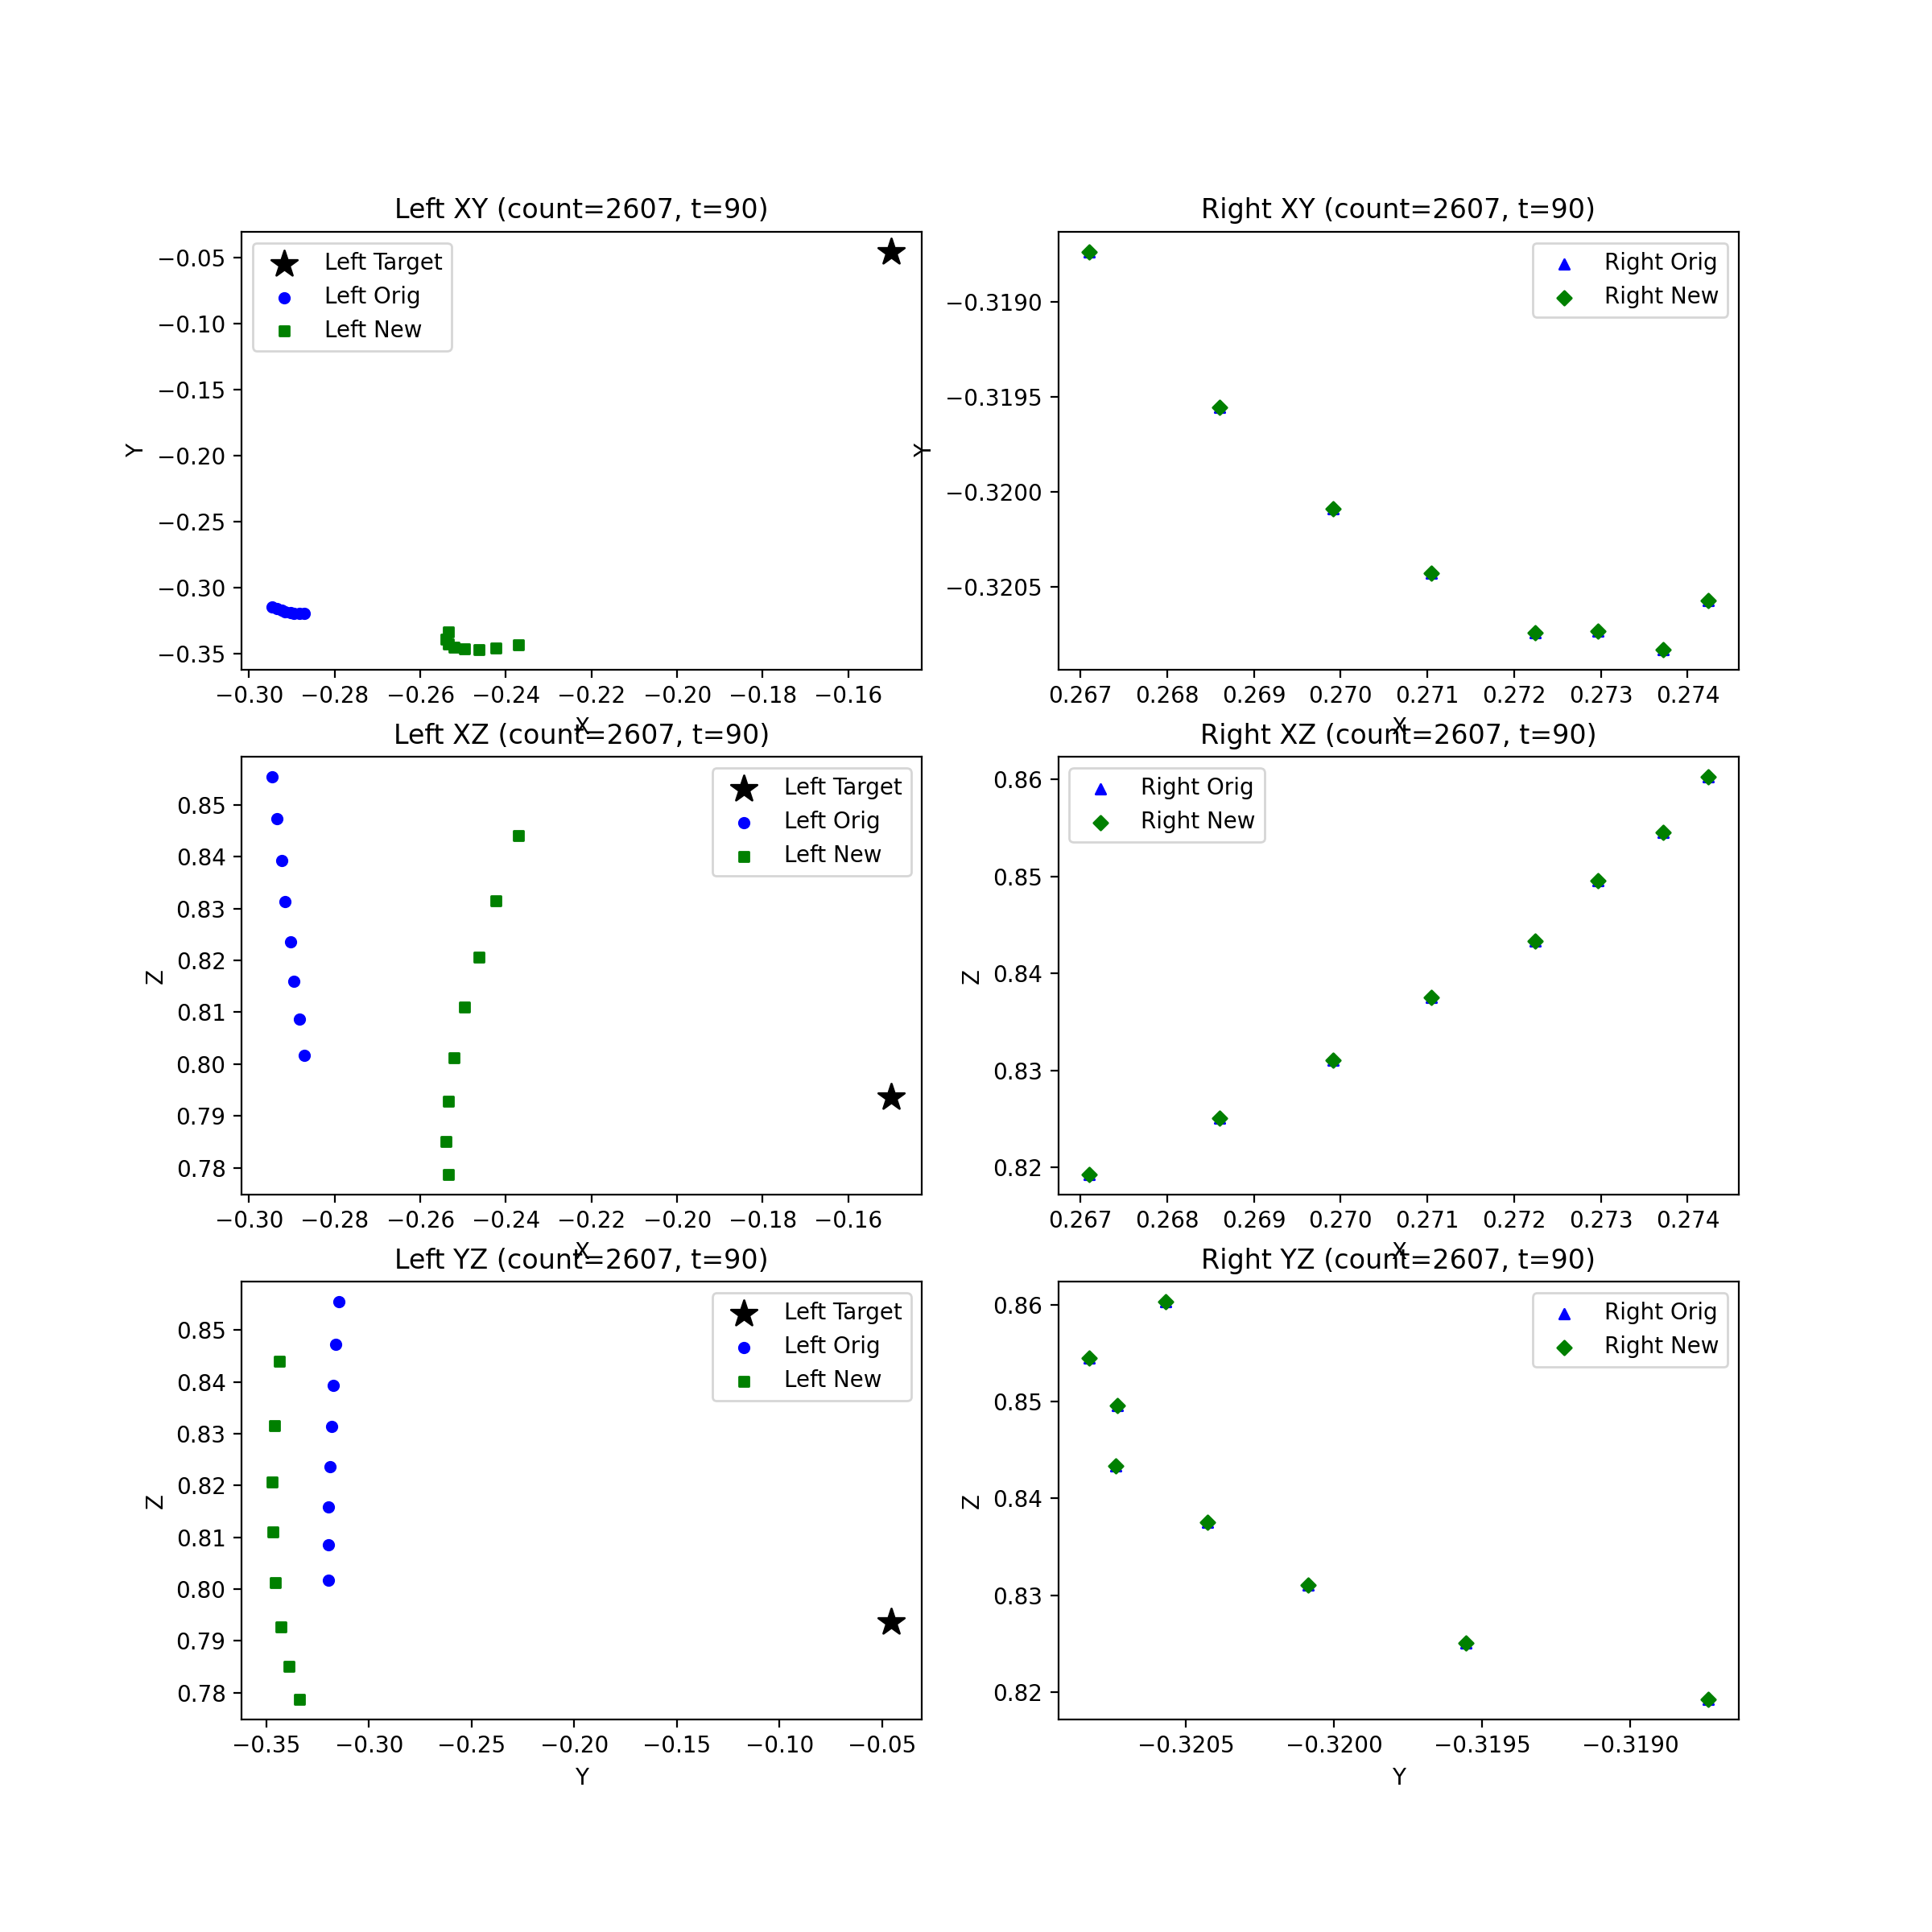 Left XY (count=2607, t=90)
Left Target
Left Orig
Left New
−0.05
−0.10
−0.15
−0.20
−0.25
−0.30
−0.35
Y
−0.30 −0.28 −0.26 −0.24 −0.22 −0.20 −0.18 −0.16
X
Right XY (count=2607, t=90)
Right Orig
Right New
−0.3190
−0.3195
−0.3200
−0.3205
Y
0.267 0.268 0.269 0.270 0.271 0.272 0.273 0.274
X
Left XZ (count=2607, t=90)
Left Target
Left Orig
Left New
0.85
0.84
0.83
0.82
0.81
0.80
0.79
0.78
Z
−0.30 −0.28 −0.26 −0.24 −0.22 −0.20 −0.18 −0.16
X
Right XZ (count=2607, t=90)
Right Orig
Right New
0.86
0.85
0.84
0.83
0.82
Z
0.267 0.268 0.269 0.270 0.271 0.272 0.273 0.274
X
Left YZ (count=2607, t=90)
Left Target
Left Orig
Left New
0.85
0.84
0.83
0.82
0.81
0.80
0.79
0.78
Z
−0.35 −0.30 −0.25 −0.20 −0.15 −0.10 −0.05
Y
Right YZ (count=2607, t=90)
Right Orig
Right New
0.86
0.85
0.84
0.83
0.82
Z
−0.3205 −0.3200 −0.3195 −0.3190
Y